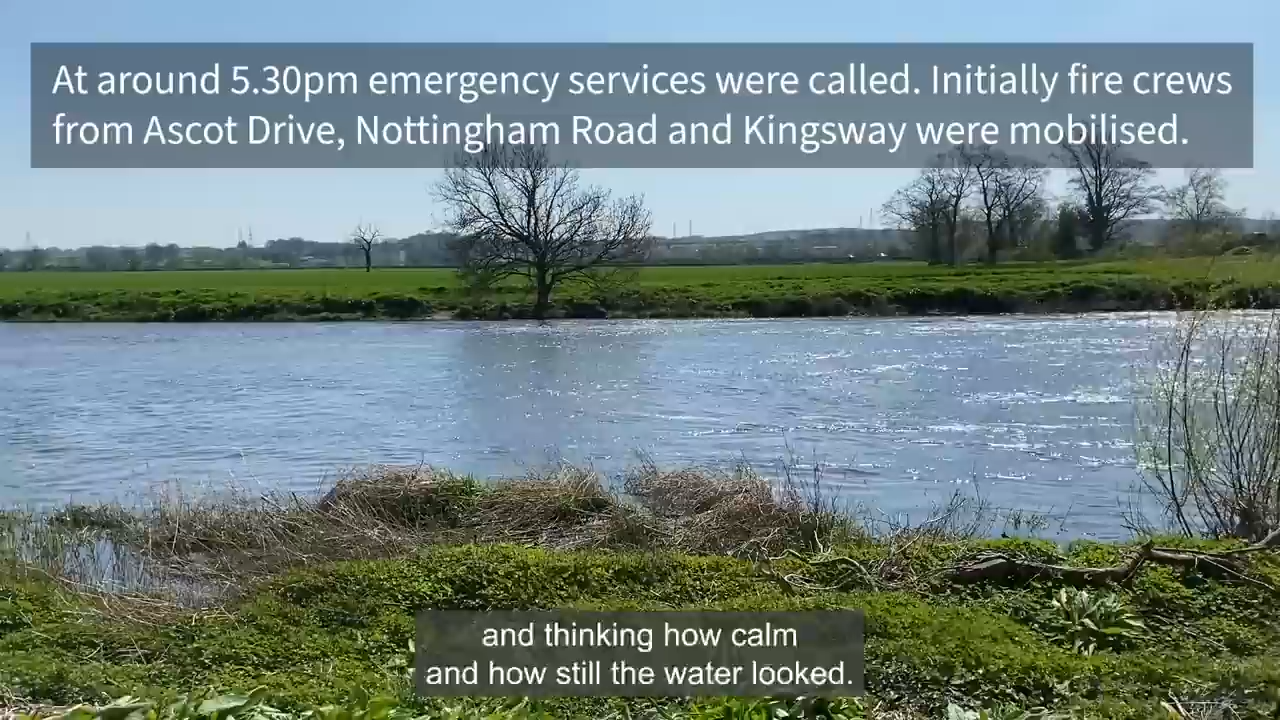 At around 5.30pm emergency services were called. Initially fire crews
from Ascot Drive, Nottingham Road and Kingsway were mobilised.
and thinking how calm
and how still the water looked.